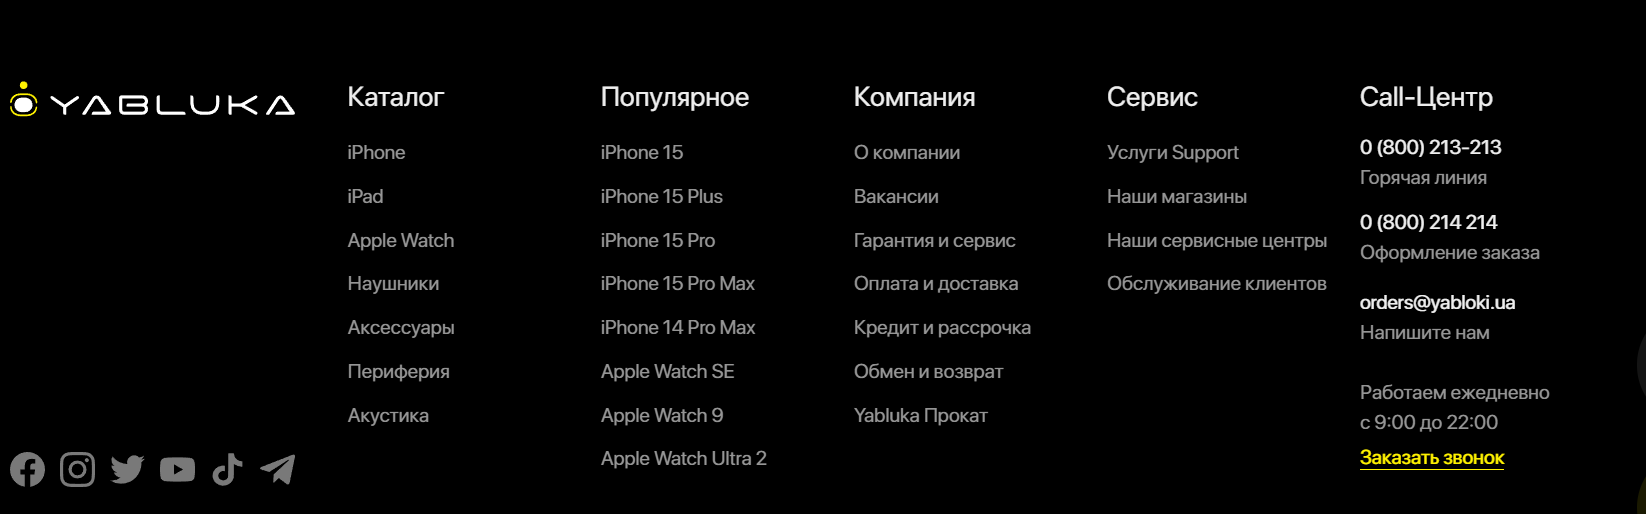 YABLUKA
Каталог
iPhone
iPad
Apple Watch
Наушники
Аксессуары
Периферия
Акустика
Популярное
iPhone 15
iPhone 15 Plus
iPhone 15 Pro
iPhone 15 Pro Max
iPhone 14 Pro Max
Apple Watch SE
Apple Watch 9
Apple Watch Ultra 2
Компания
О компании
Вакансии
Гарантия и сервис
Оплата и доставка
Кредит и рассрочка
Обмен и возврат
Yabluka Прокат
Сервис
Услуги Support
Наши магазины
Наши сервисные центры
Обслуживание клиентов
Call-Центр
0 (800) 213-213
Горячая линия
0 (800) 214 214
Оформление заказа
orders@yabloki.ua
Напишите нам
Работаем ежедневно
с 9:00 до 22:00
Заказать звонок